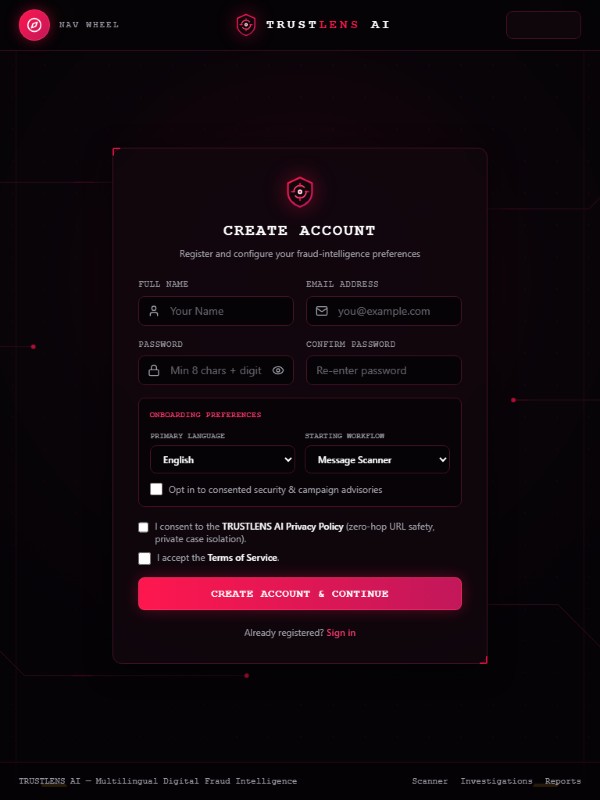 NAV WHEEL
TRUSTLENS AI
CREATE ACCOUNT
Register and configure your fraud-intelligence preferences
FULL NAME
EMAIL ADDRESS
Your Name
you@example.com
PASSWORD
CONFIRM PASSWORD
Min 8 chars + digit
Re-enter password
ONBOARDING PREFERENCES
PRIMARY LANGUAGE
STARTING WORKFLOW
English
Message Scanner
Opt in to consented security & campaign advisories
I consent to the TRUSTLENS AI Privacy Policy (zero-hop URL safety,
private case isolation).
I accept the Terms of Service.
CREATE ACCOUNT & CONTINUE
Already registered? Sign in
TRUSTLENS AI — Multilingual Digital Fraud Intelligence
Scanner Investigations Reports